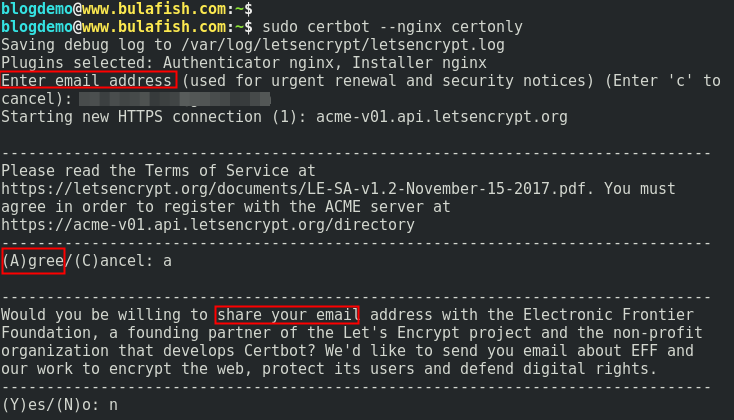 blogdemo@www.bulafish.com:~$
blogdemo@www.bulafish.com:~$ sudo certbot --nginx certonly
Saving debug log to /var/log/letsencrypt/letsencrypt.log
Plugins selected: Authenticator nginx, Installer nginx
Enter email address (used for urgent renewal and security notices) (Enter 'c' to
cancel):
Starting new HTTPS connection (1): acme-v01.api.letsencrypt.org
-------------------------------------------------------------------------------
Please read the Terms of Service at
https://letsencrypt.org/documents/LE-SA-v1.2-November-15-2017.pdf. You must
agree in order to register with the ACME server at
https://acme-v01.api.letsencrypt.org/directory
-------------------------------------------------------------------------------
(A)gree/(C)ancel: a
-------------------------------------------------------------------------------
Would you be willing to share your email address with the Electronic Frontier
Foundation, a founding partner of the Let's Encrypt project and the non-profit
organization that develops Certbot? We'd like to send you email about EFF and
our work to encrypt the web, protect its users and defend digital rights.
-------------------------------------------------------------------------------
(Y)es/(N)o: n